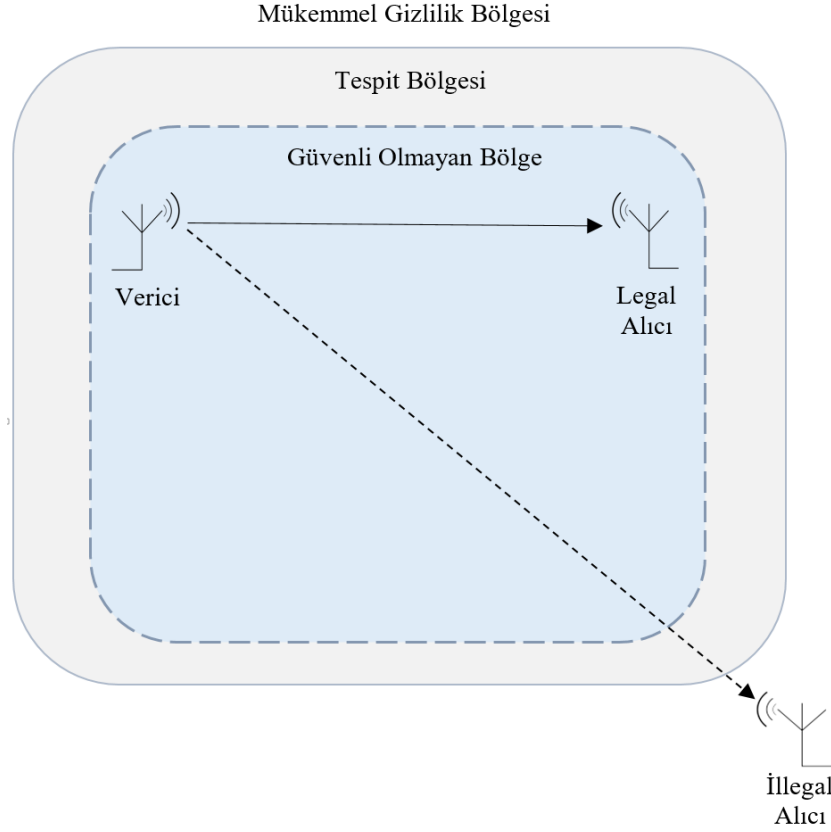 Mükemmel Gizlilik Bölgesi
Tespit Bölgesi
Güvenli Olmayan Bölge
Verici
Legal
Alıcı
İllegal
Alıcı